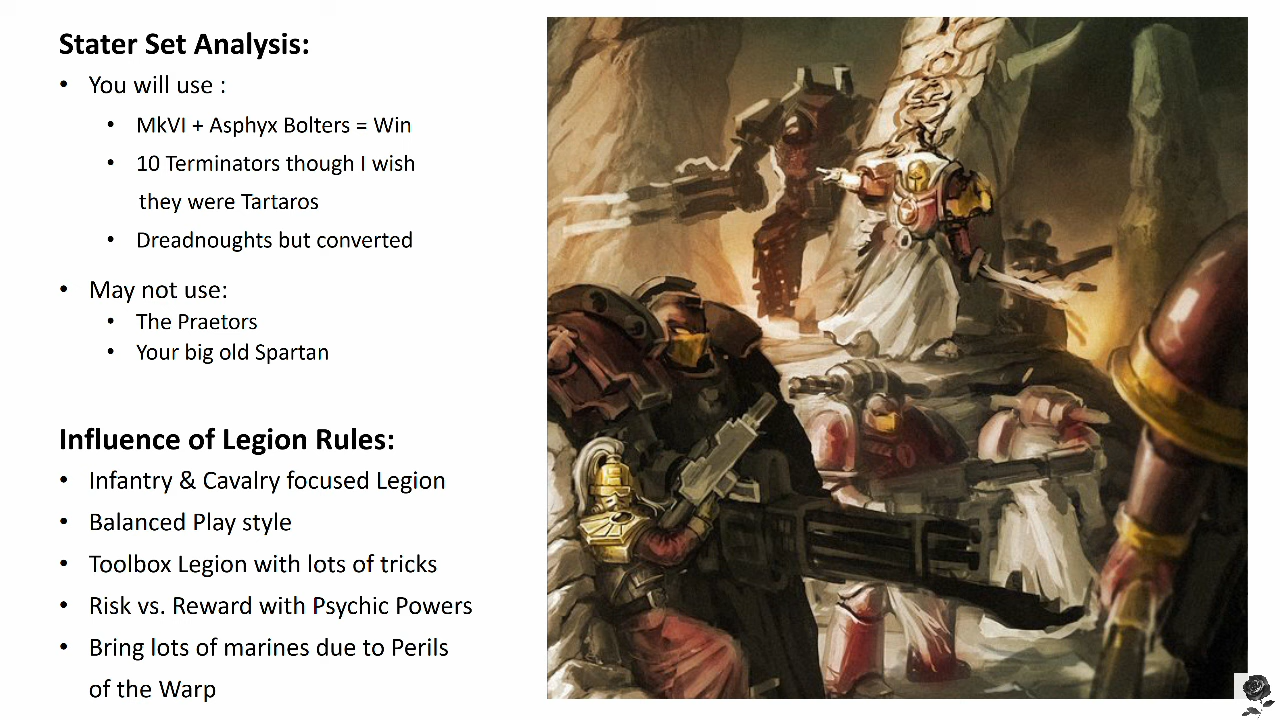 Stater Set Analysis:
• You will use :
• MkVI + Asphyx Bolters = Win
• 10 Terminators though I wish
they were Tartaros
• Dreadnoughts but converted
• May not use:
• The Praetors
• Your big old Spartan
Influence of Legion Rules:
• Infantry & Cavalry focused Legion
• Balanced Play style
• Toolbox Legion with lots of tricks
• Risk vs. Reward with Psychic Powers
• Bring lots of marines due to Perils
of the Warp